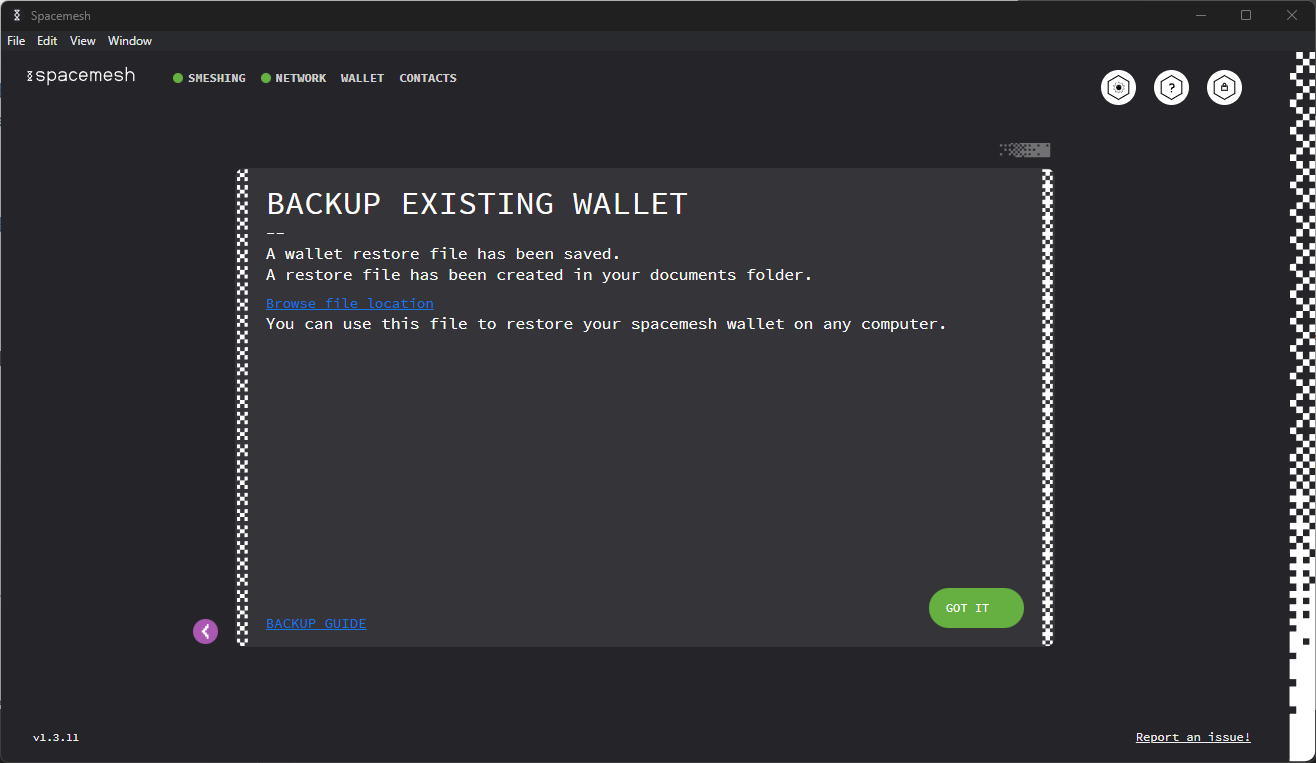 Spacemesh
File Edit View Window
spacemesh
SMESHING NETWORK WALLET CONTACTS
?
BACKUP EXISTING WALLET
--
A wallet restore file has been saved.
A restore file has been created in your documents folder.
Browse file location
You can use this file to restore your spacemesh wallet on any computer.
GOT IT
BACKUP GUIDE
v1.3.11
Report an issue!